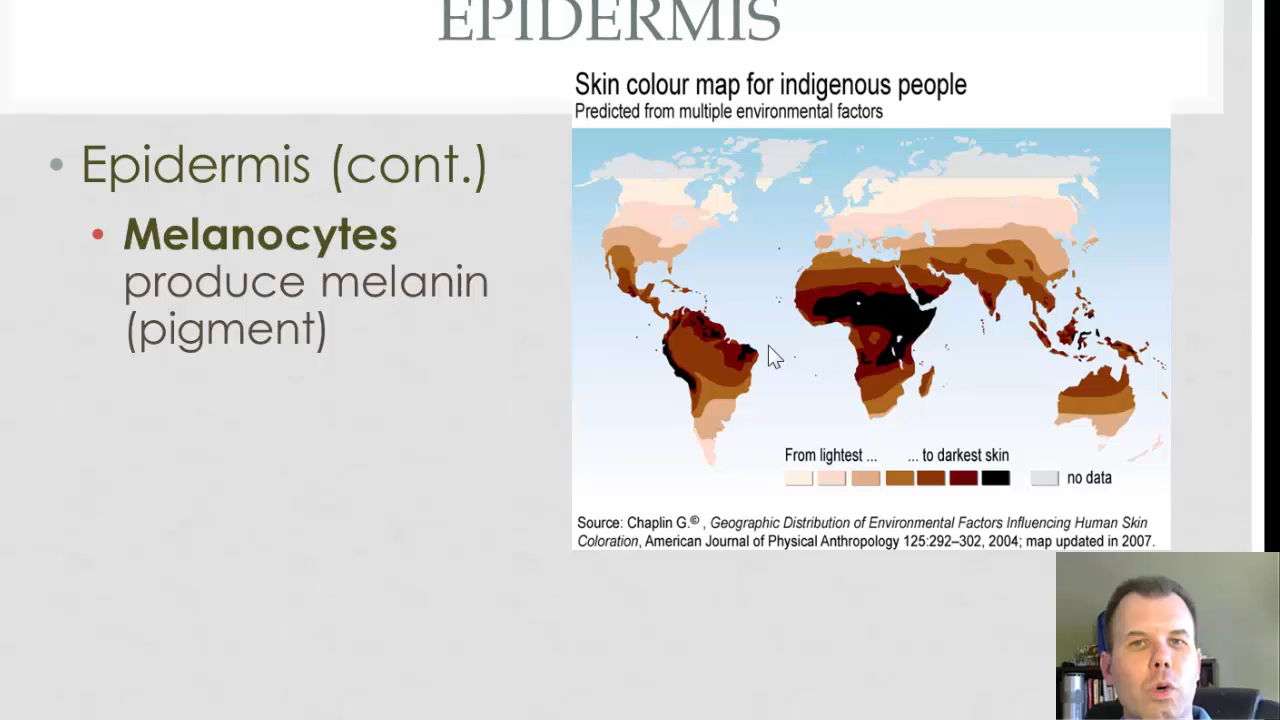 EPIDERMIS
Skin colour map for indigenous people
Predicted from multiple environmental factors
• Epidermis (cont.)
• Melanocytes
produce melanin
(pigment)
From lightest ... ... to darkest skin
no data
Source: Chaplin G.© , Geographic Distribution of Environmental Factors Influencing Human Skin
Coloration, American Journal of Physical Anthropology 125:292–302, 2004; map updated in 2007.